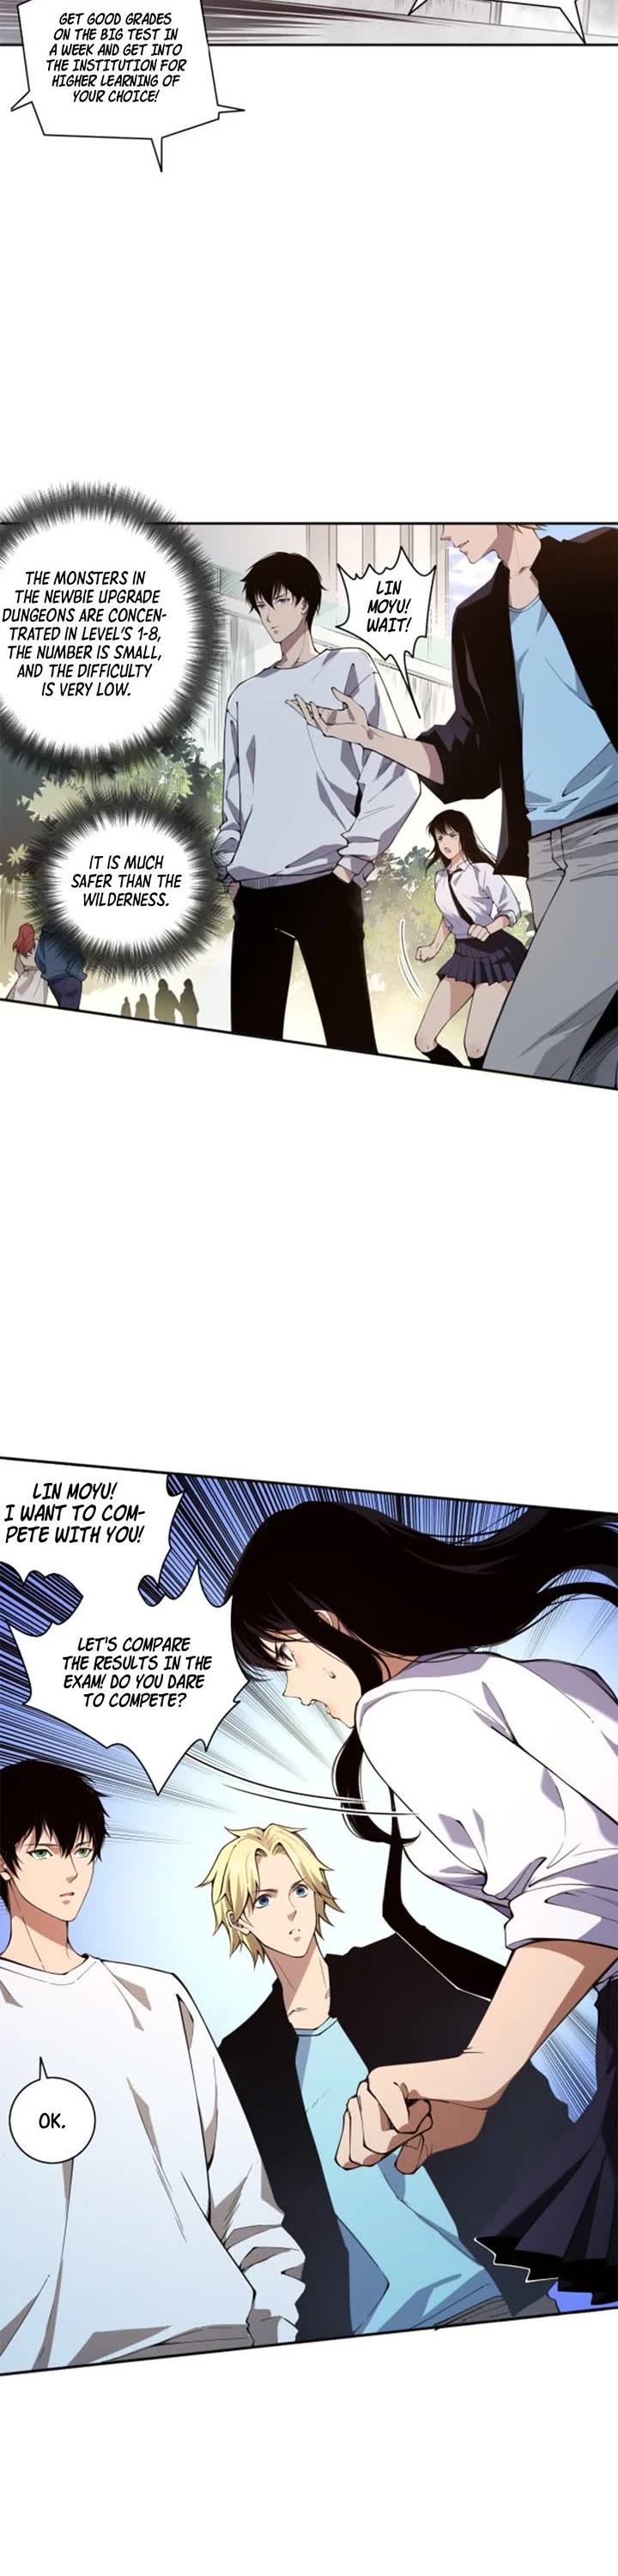 GET GOOD GRADES
ON THE BIG TEST IN
A WEEK AND GET INTO
THE INSTITUTION FOR
HIGHER LEARNING OF
YOUR CHOICE!
THE MONSTERS IN
THE NEWBIE UPGRADE
DUNGEONS ARE CONCEN-
TRATED IN LEVEL'S 1-8,
THE NUMBER IS SMALL,
AND THE DIFFICULTY
IS VERY LOW.
LIN
MOYU!
WAIT!
IT IS MUCH
SAFER THAN THE
WILDERNESS.
LIN MOYU!
I WANT TO COM-
PETE WITH YOU!
LET'S COMPARE
THE RESULTS IN THE
EXAM! DO YOU DARE
TO COMPETE?
OK.